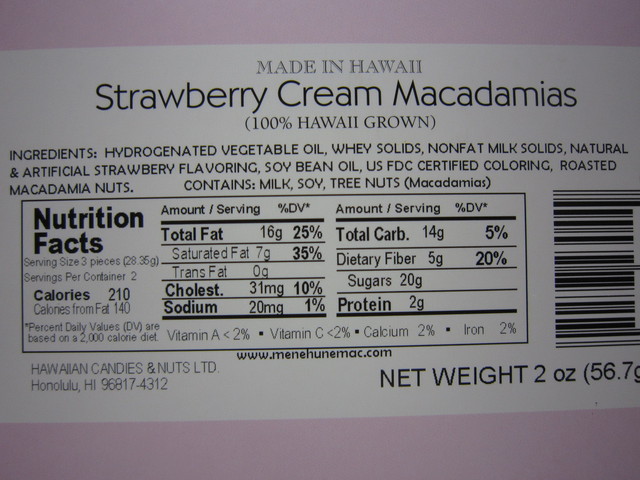 MADE IN HAWAII
Strawberry Cream Macadamias
(100% HAWAII GROWN)
INGREDIENTS: HYDROGENATED VEGETABLE OIL, WHEY SOLIDS, NONFAT MILK SOLIDS, NATURAL
& ARTIFICIAL STRAWBERY FLAVORING, SOY BEAN OIL, US FDC CERTIFIED COLORING, ROASTED
MACADAMIA NUTS. CONTAINS: MILK, SOY, TREE NUTS (Macadamias)
Nutrition
Facts
Serving Size 3 pieces (28.35g)
Servings Per Container 2
Calories 210
Calories from Fat 140
*Percent Daily Values (DV) are
based on a 2,000 calorie diet.
Amount / Serving %DV*
Total Fat 16g 25%
Saturated Fat 7g 35%
Trans Fat 0g
Cholest. 31mg 10%
Sodium 20mg 1%
Amount / Serving %DV*
Total Carb. 14g 5%
Dietary Fiber 5g 20%
Sugars 20g
Protein 2g
Vitamin A < 2% • Vitamin C <2% • Calcium 2% • Iron 2%
www.menehunemac.com
HAWAIIAN CANDIES & NUTS LTD.
Honolulu, HI 96817-4312
NET WEIGHT 2 oz (56.7g